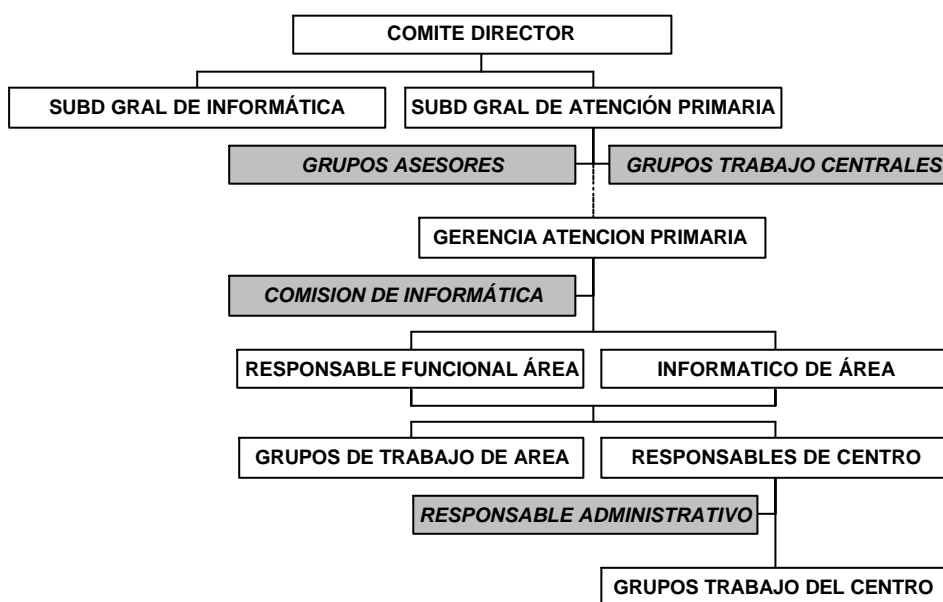 COMITE DIRECTOR
SUBD GRAL DE INFORMÁTICA
SUBD GRAL DE ATENCIÓN PRIMARIA
GRUPOS ASESORES
GRUPOS TRABAJO CENTRALES
GERENCIA ATENCION PRIMARIA
COMISION DE INFORMÁTICA
RESPONSABLE FUNCIONAL ÁREA
INFORMATICO DE ÁREA
GRUPOS DE TRABAJO DE AREA
RESPONSABLES DE CENTRO
RESPONSABLE ADMINISTRATIVO
GRUPOS TRABAJO DEL CENTRO